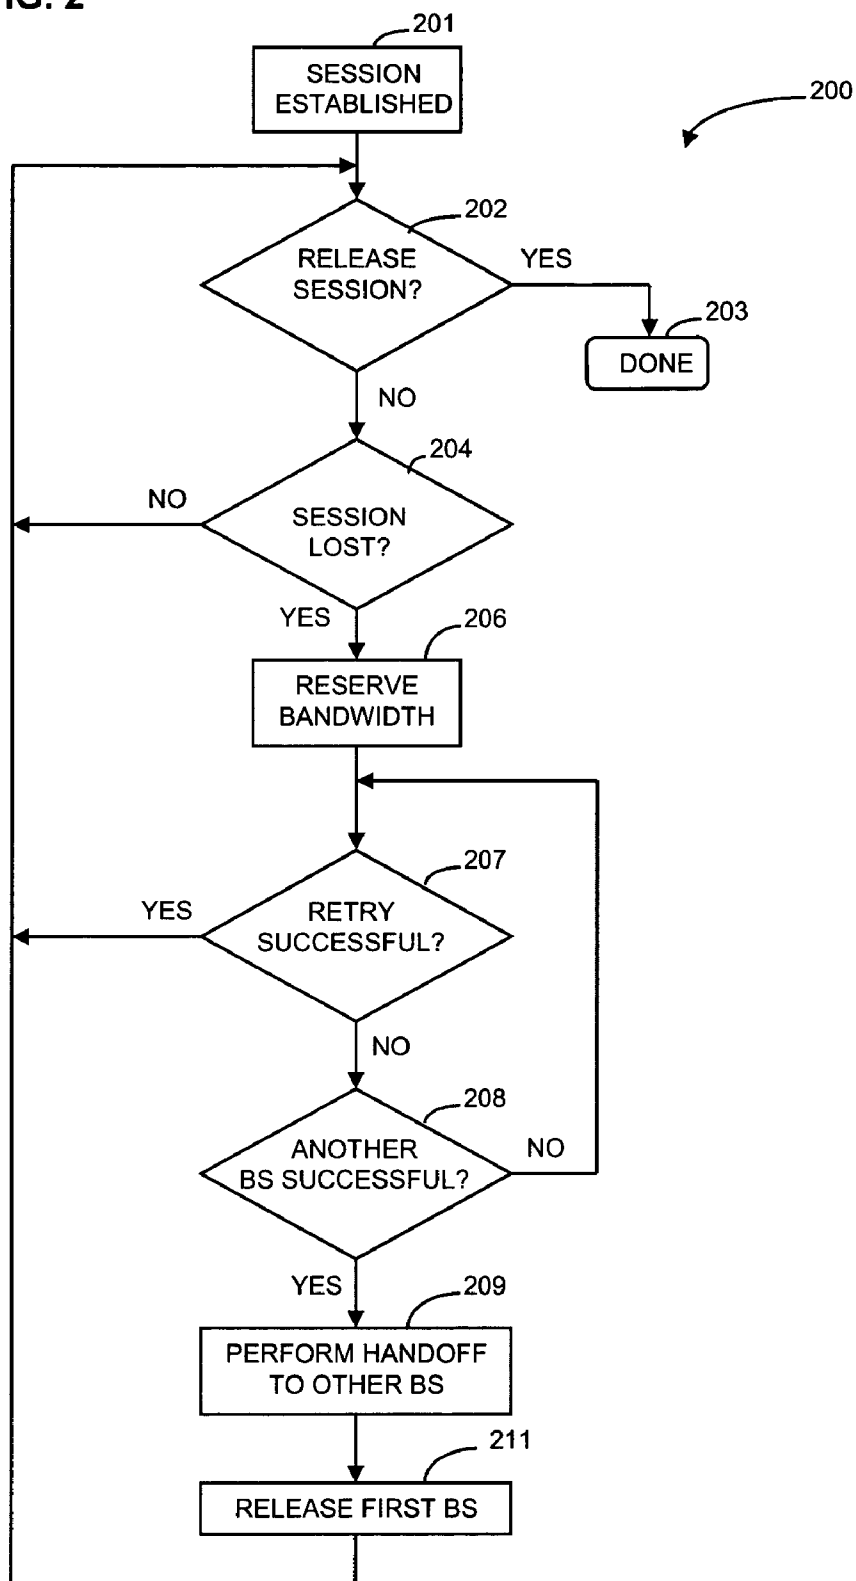 FIG. 2
201
SESSION
ESTABLISHED
200
202
RELEASE
SESSION?
YES
203
DONE
NO
204
NO
SESSION
LOST?
YES
206
RESERVE
BANDWIDTH
207
YES
RETRY
SUCCESSFUL?
NO
208
ANOTHER
BS SUCCESSFUL?
NO
YES
209
PERFORM HANDOFF
TO OTHER BS
211
RELEASE FIRST BS